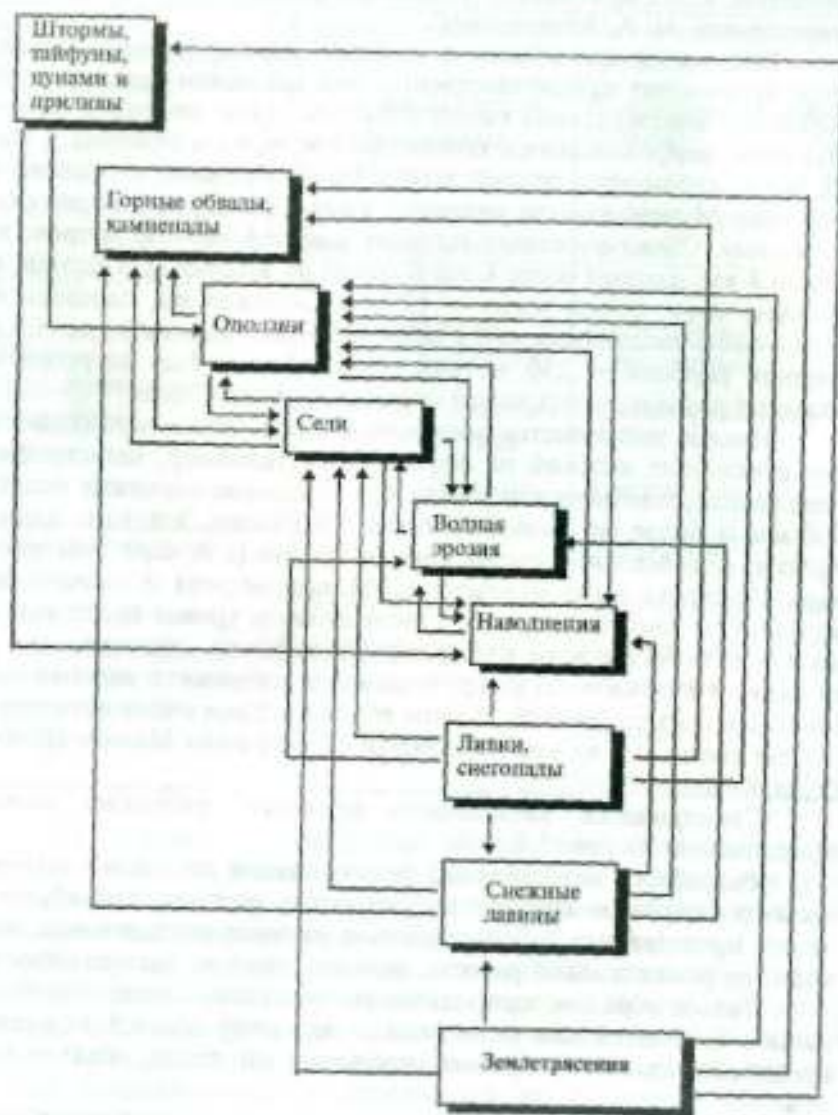 Штормы,
тайфуны,
цунами и
приливы
Горные обвалы,
камнепады
Оползни
Сели
Водная
эрозия
Наводнения
Ливни,
снегопады
Снежные
лавины
Землетрясения